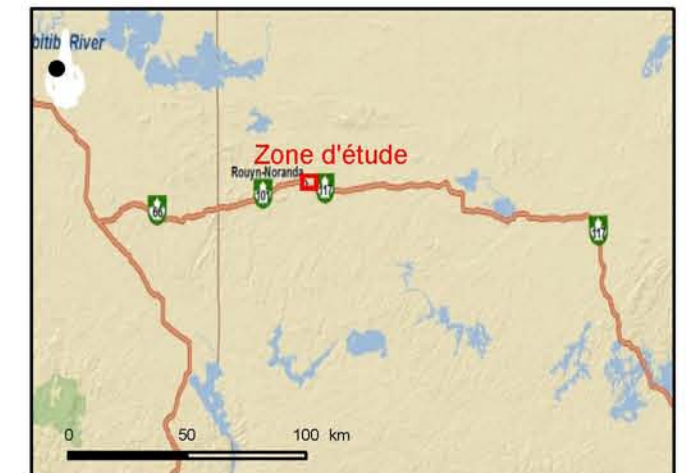 bitib River
Zone d'étude
Rouyn-Noranda
66
101
117
117
0 50 100 km